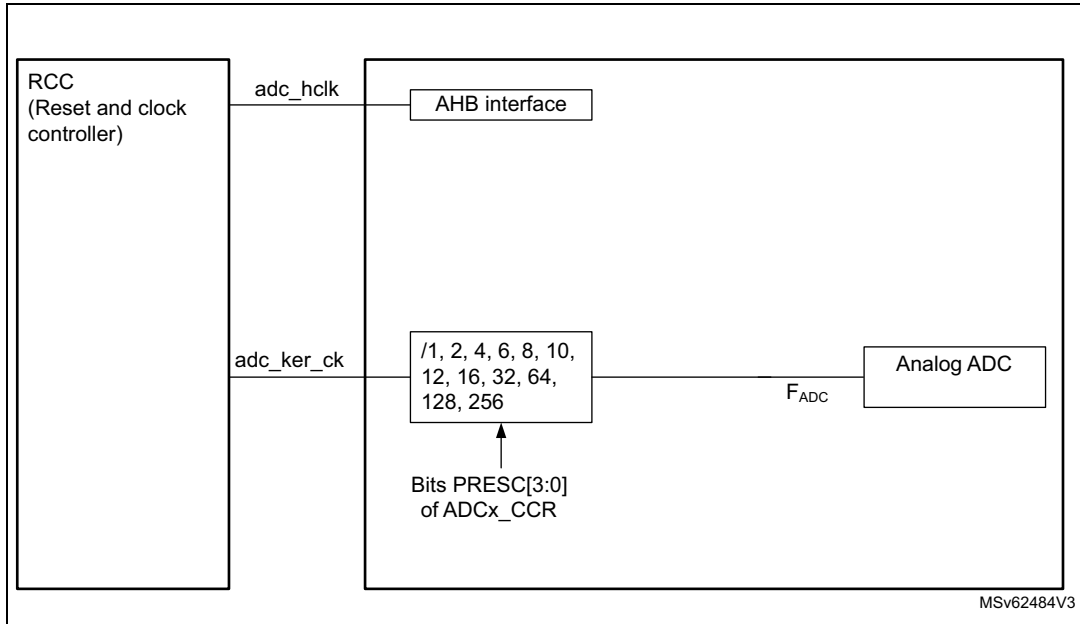 RCC
(Reset and clock
controller)
adc_hclk
AHB interface
adc_ker_ck
/1, 2, 4, 6, 8, 10,
12, 16, 32, 64,
128, 256
FADC
Analog ADC
Bits PRESC[3:0]
of ADCx_CCR
MSv62484V3